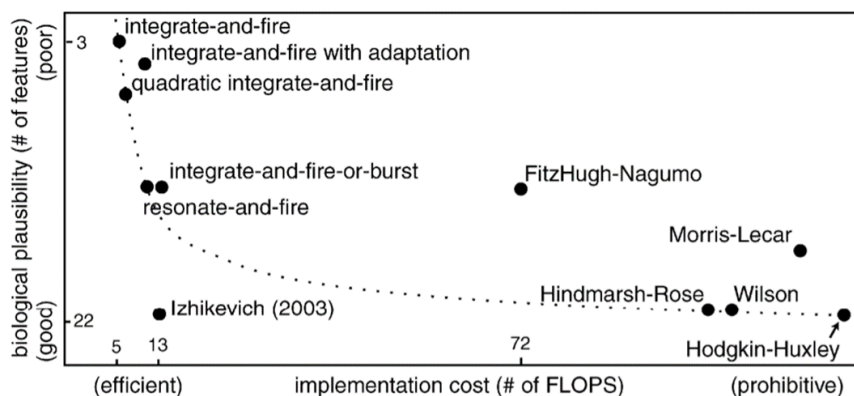 integrate-and-fire
3
integrate-and-fire with adaptation
quadratic integrate-and-fire
integrate-and-fire-or-burst
resonate-and-fire
FitzHugh-Nagumo
Morris-Lecar
Izhikevich (2003)
Hindmarsh-Rose
Wilson
22
Hodgkin-Huxley
biological plausibility (# of features)
(good) (poor)
5 13 72
(efficient) implementation cost (# of FLOPS) (prohibitive)